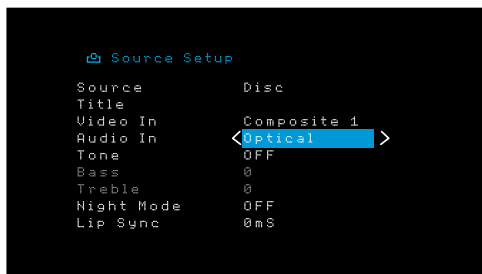 Source Setup
Source Disc
Title
Video In Composite 1
Audio In Optical
Tone OFF
Bass 0
Treble 0
Night Mode OFF
Lip Sync 0mS